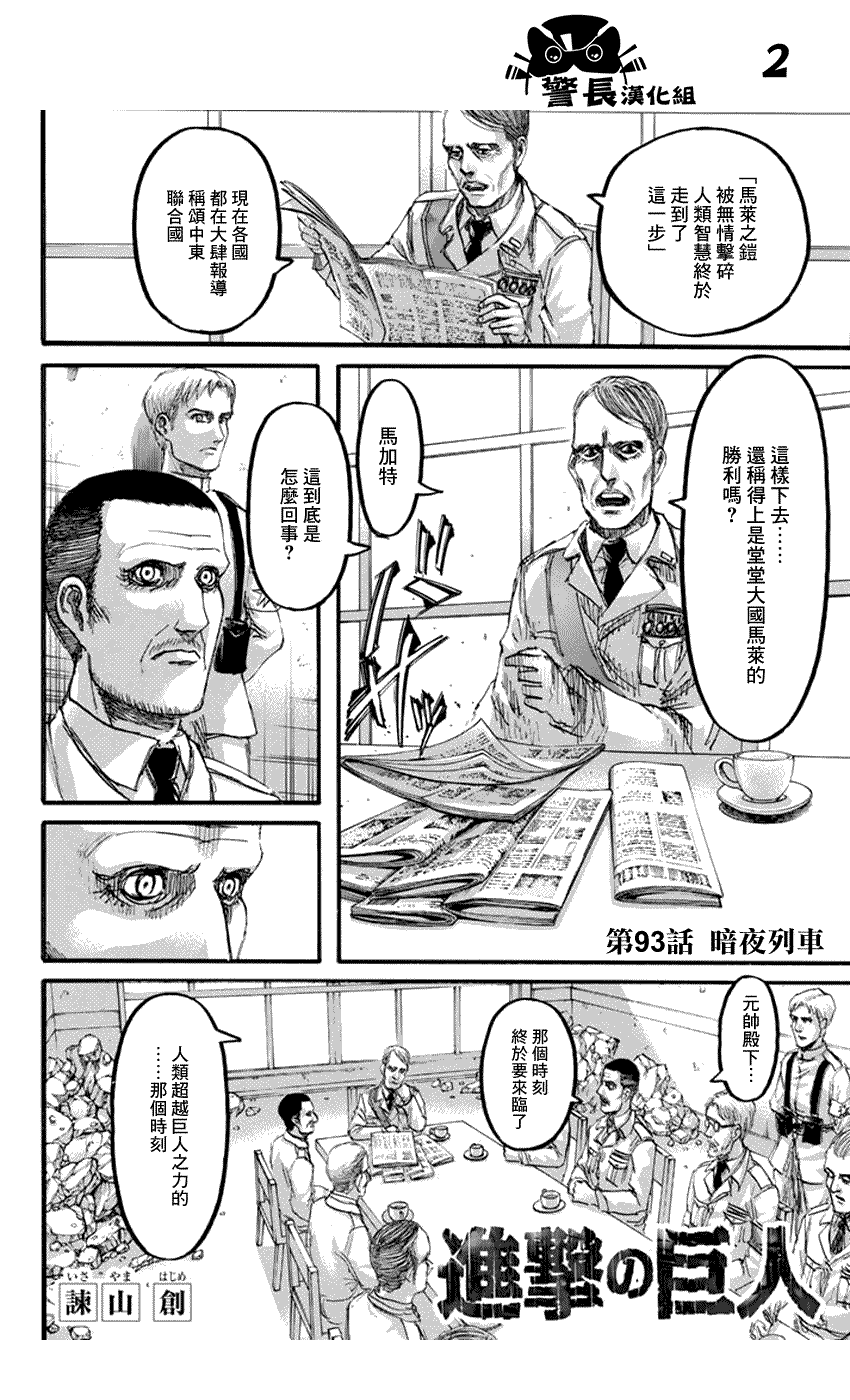 警長漢化組
2
「馬萊之鎧
被無情擊碎
人類智慧終於
走到了
這一步」
現在各國
都在大肆報導
稱頌中東
聯合國
這樣下去……
還稱得上是堂堂大國馬萊的
勝利嗎？
馬加特
這到底是
怎麼回事？
第93話 暗夜列車
元帥殿下…
那個時刻
終於要來臨了
人類超越巨人之力的
……那個時刻
進撃の巨人
いさ やま はじめ
諫山創